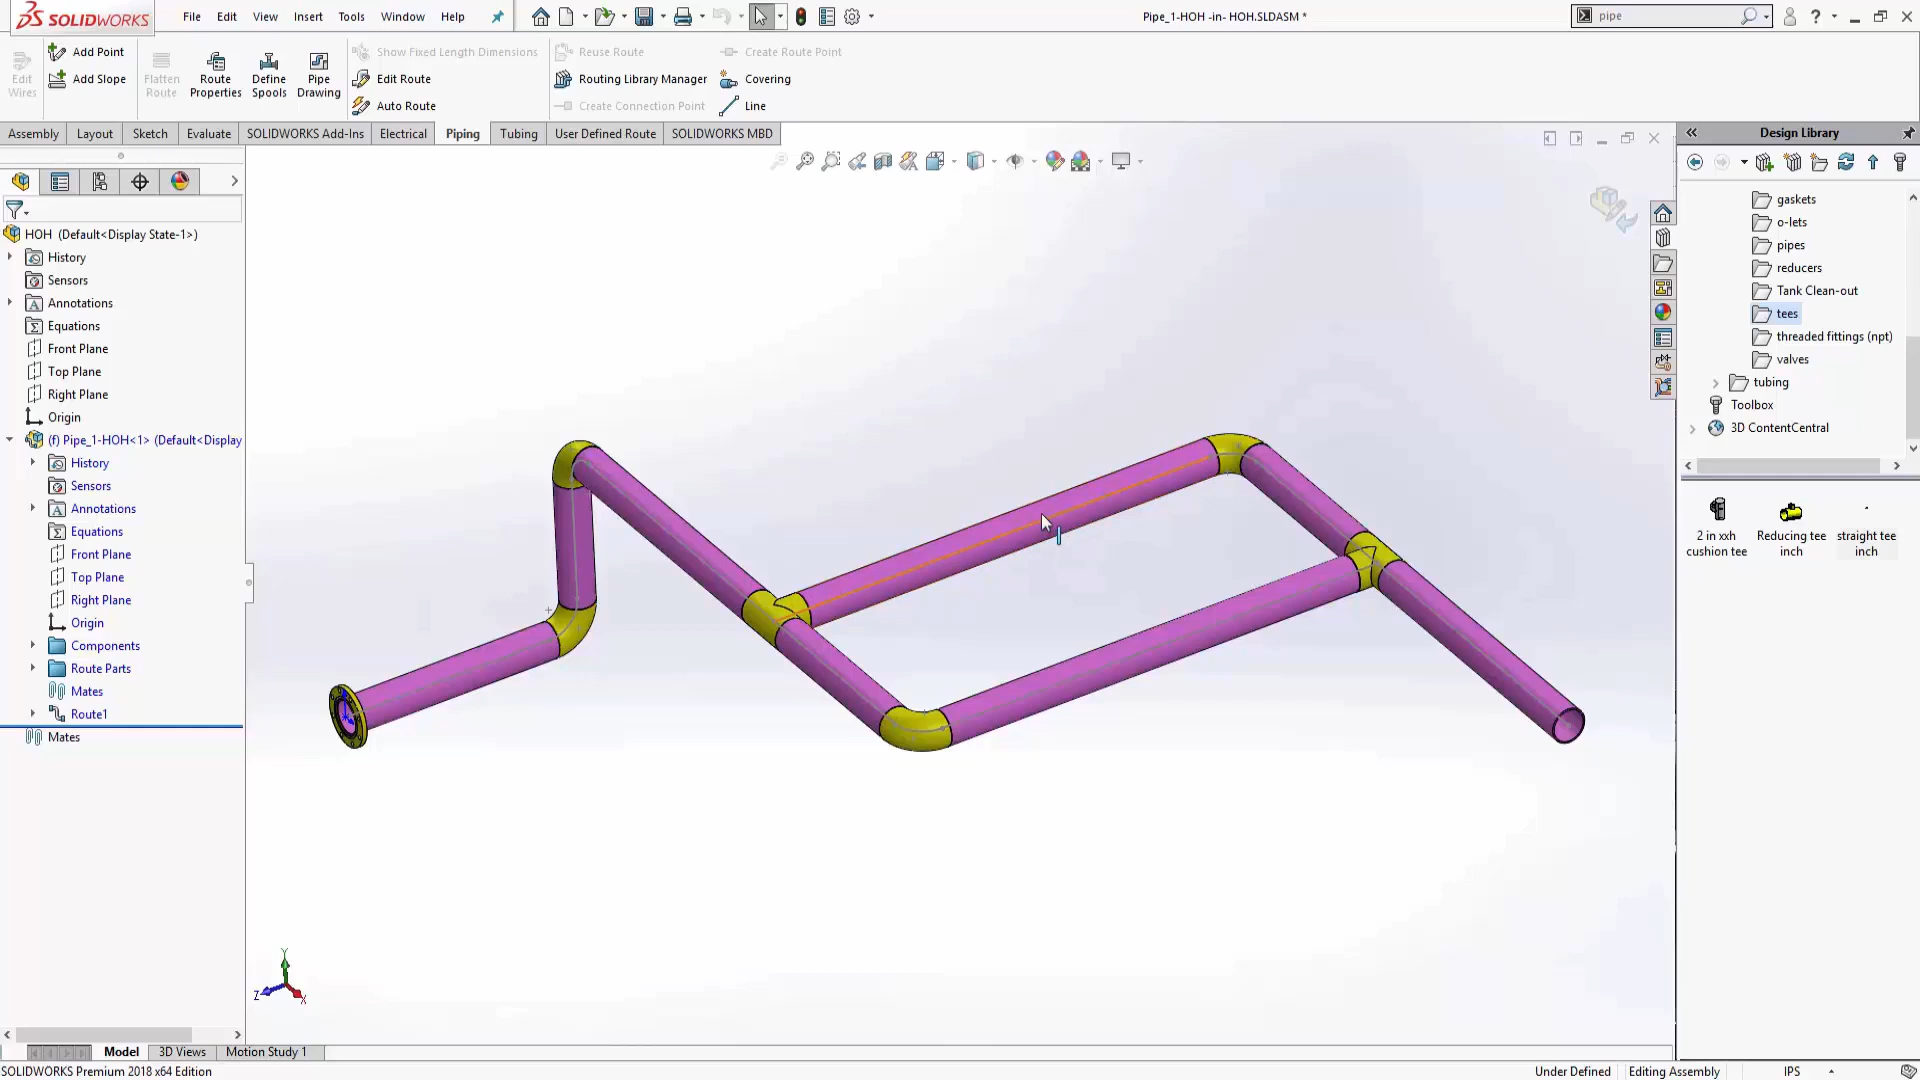 SOLIDWORKS
File Edit View Insert Tools Window Help
Pipe_1-HOH -in- HOH.SLDASM *
pipe
Edit Wires
Add Point
Add Slope
Flatten Route
Route Properties
Define Spools
Pipe Drawing
Show Fixed Length Dimensions
Edit Route
Auto Route
Reuse Route
Routing Library Manager
Create Connection Point
Create Route Point
Covering
Line
Assembly Layout Sketch Evaluate SOLIDWORKS Add-Ins Electrical Piping Tubing User Defined Route SOLIDWORKS MBD
HOH (Default<Display State-1>)
History
Sensors
Annotations
Equations
Front Plane
Top Plane
Right Plane
Origin
(f) Pipe_1-HOH<1> (Default<Display
History
Sensors
Annotations
Equations
Front Plane
Top Plane
Right Plane
Origin
Components
Route Parts
Mates
Route1
Mates
Y
Z
X
Design Library
gaskets
o-lets
pipes
reducers
Tank Clean-out
tees
threaded fittings (npt)
valves
tubing
Toolbox
3D ContentCentral
2 in xxh cushion tee
Reducing tee inch
straight tee inch
Model 3D Views Motion Study 1
SOLIDWORKS Premium 2018 x64 Edition
Under Defined Editing Assembly IPS